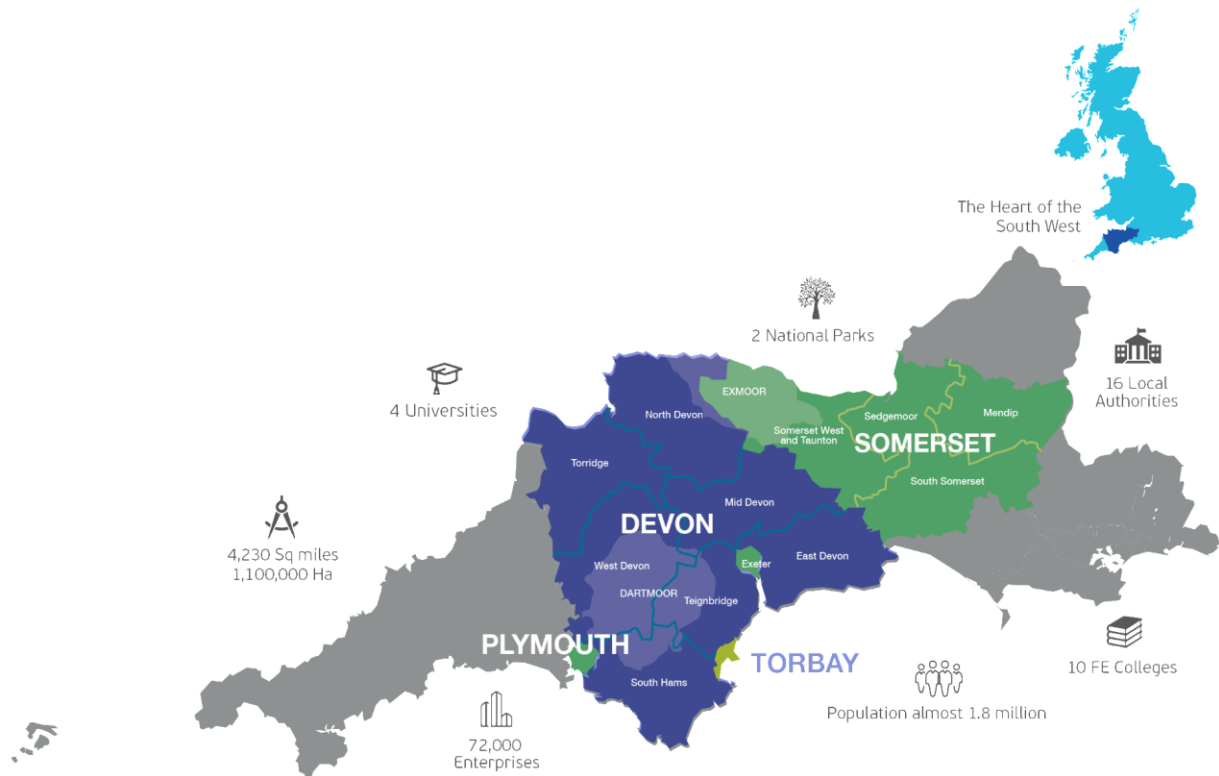 The Heart of the
South West
2 National Parks
16 Local
Authorities
4 Universities
EXMOOR
North Devon
Sedgemoor
Mendip
Somerset West
and Taunton
SOMERSET
Torridge
South Somerset
Mid Devon
DEVON
4,230 Sq miles
1,100,000 Ha
East Devon
Exeter
West Devon
DARTMOOR
Teignbridge
PLYMOUTH
TORBAY
10 FE Colleges
South Hams
Population almost 1.8 million
72,000
Enterprises